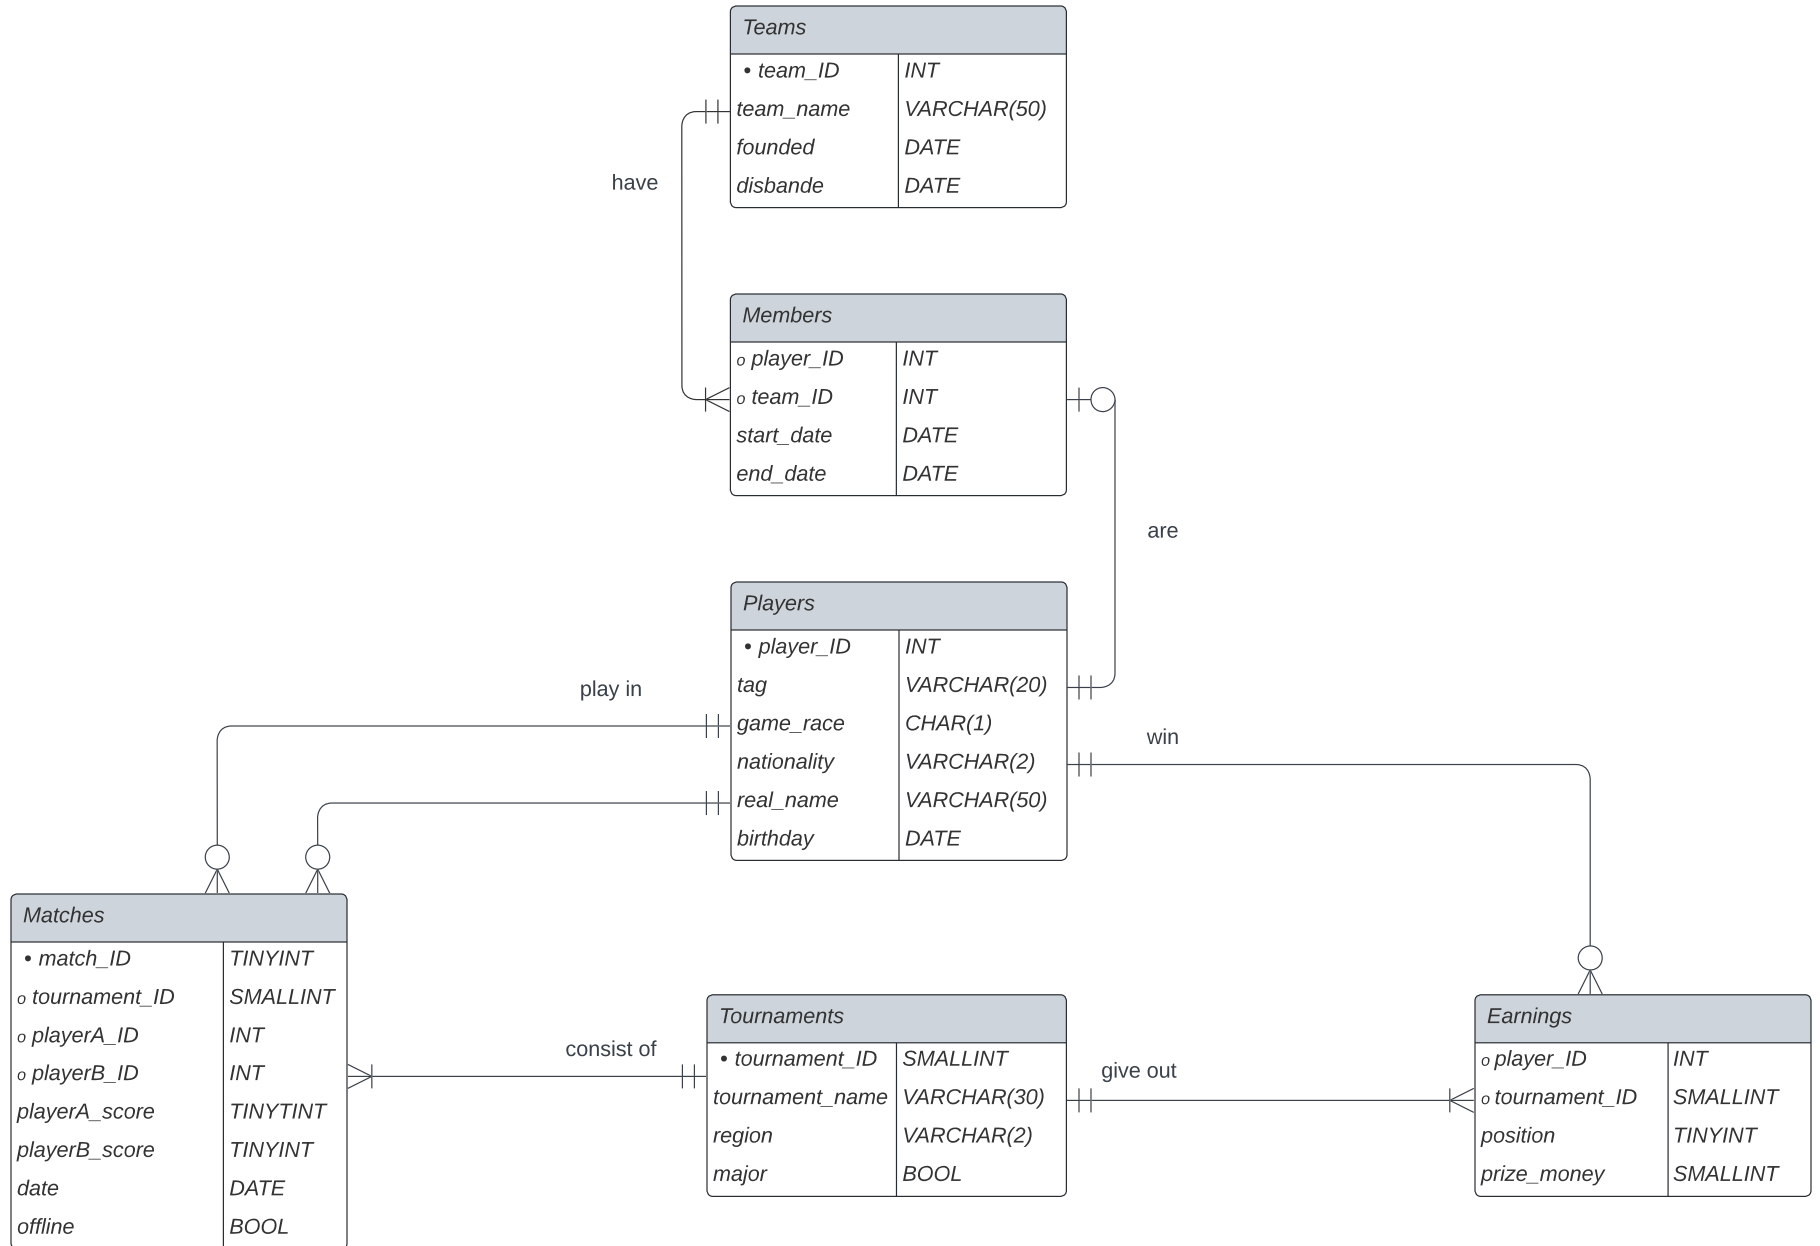 Teams
• team_ID INT
team_name VARCHAR(50)
founded DATE
disbande DATE
have
Members
o player_ID INT
o team_ID INT
start_date DATE
end_date DATE
are
Players
• player_ID INT
tag VARCHAR(20)
game_race CHAR(1)
nationality VARCHAR(2)
real_name VARCHAR(50)
birthday DATE
play in
win
Matches
• match_ID TINYINT
o tournament_ID SMALLINT
o playerA_ID INT
o playerB_ID INT
playerA_score TINYTINT
playerB_score TINYINT
date DATE
offline BOOL
consist of
Tournaments
• tournament_ID SMALLINT
tournament_name VARCHAR(30)
region VARCHAR(2)
major BOOL
give out
Earnings
o player_ID INT
o tournament_ID SMALLINT
position TINYINT
prize_money SMALLINT